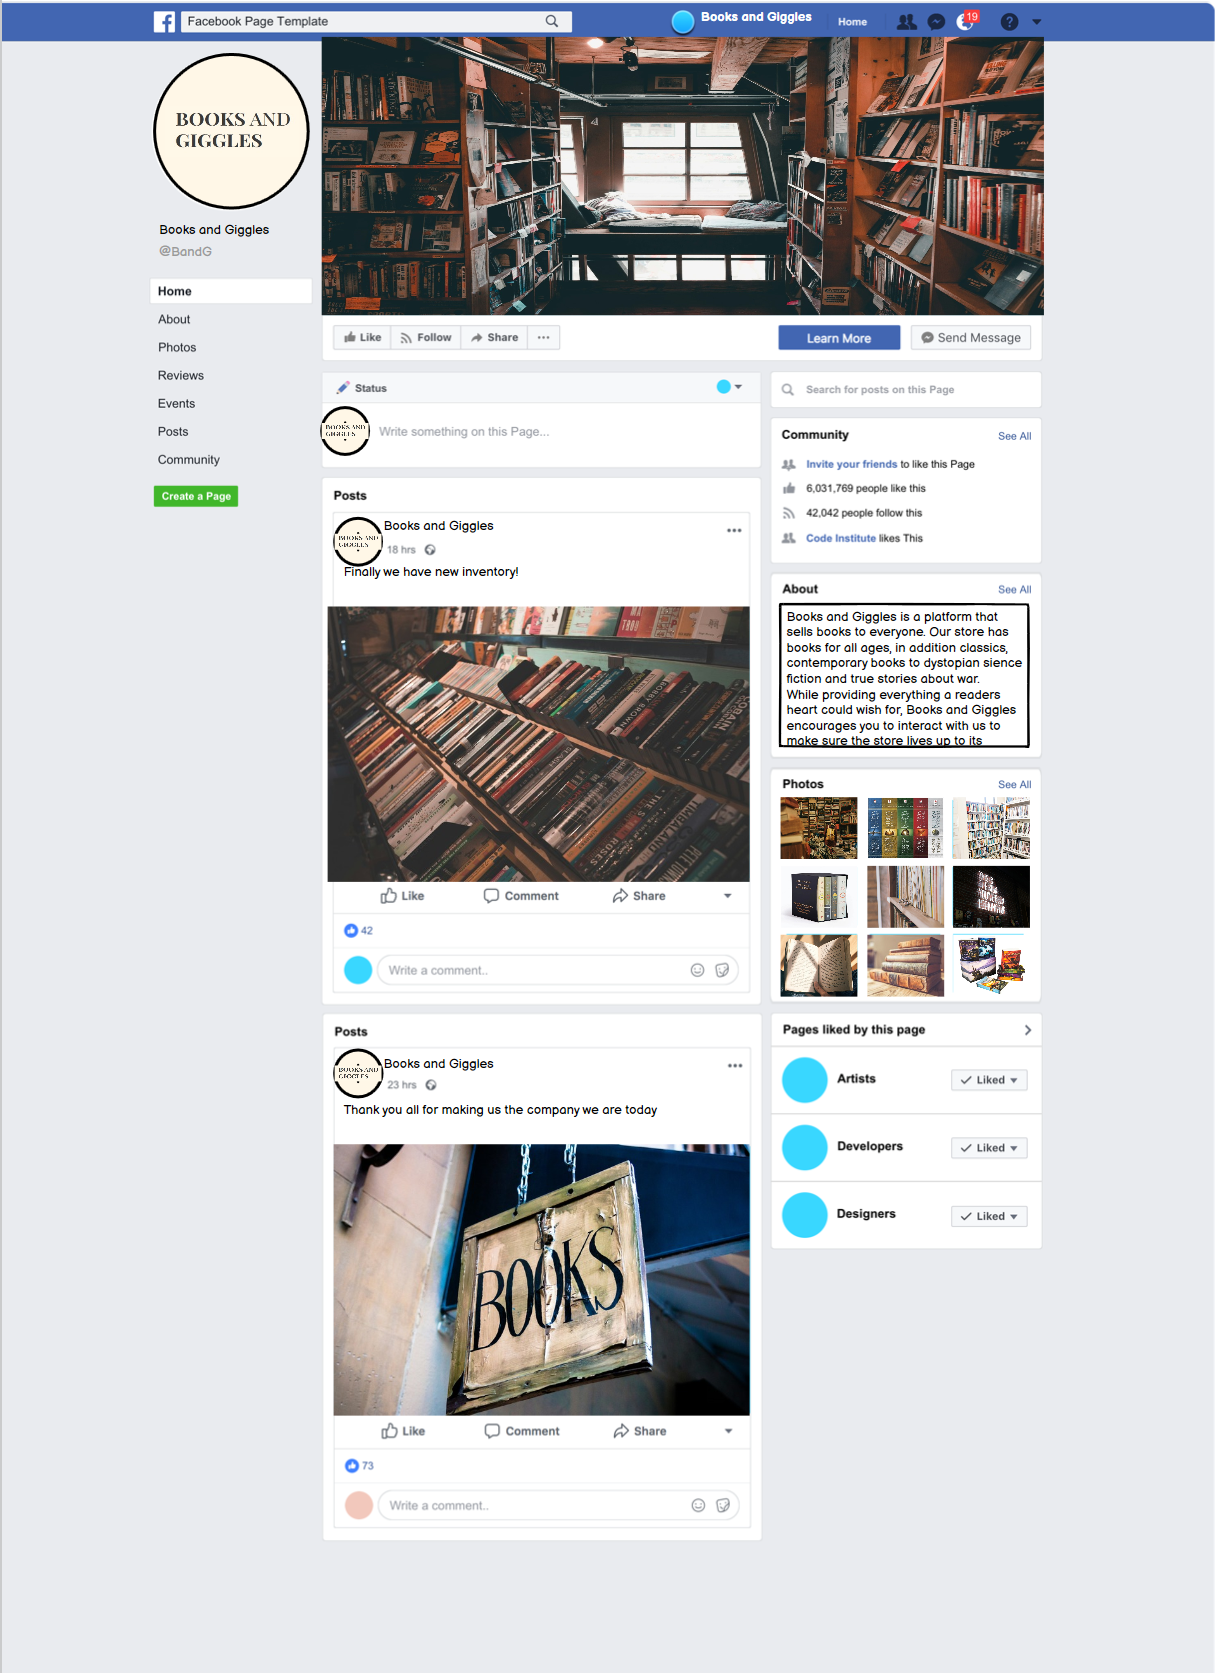 Facebook Page Template
Books and Giggles
Home
19
BOOKS AND
GIGGLES
Books and Giggles
@BandG
Home
About
Photos
Reviews
Events
Posts
Community
Create a Page
Like
Follow
Share
Learn More
Send Message
Status
BOOKS AND
GIGGLES
Write something on this Page...
Posts
BOOKS AND
GIGGLES
Books and Giggles
18 hrs
Finally we have new inventory!
Like
Comment
Share
42
Write a comment..
Posts
BOOKS AND
GIGGLES
Books and Giggles
23 hrs
Thank you all for making us the company we are today
BOOKS
Like
Comment
Share
73
Write a comment..
Search for posts on this Page
Community
See All
Invite your friends to like this Page
6,031,769 people like this
42,042 people follow this
Code Institute likes This
About
See All
Books and Giggles is a platform that
sells books to everyone. Our store has
books for all ages, in addition classics,
contemporary books to dystopian sience
fiction and true stories about war.
While providing everything a readers
heart could wish for, Books and Giggles
encourages you to interact with us to
make sure the store lives up to its
Photos
See All
Pages liked by this page
Artists
Liked
Developers
Liked
Designers
Liked